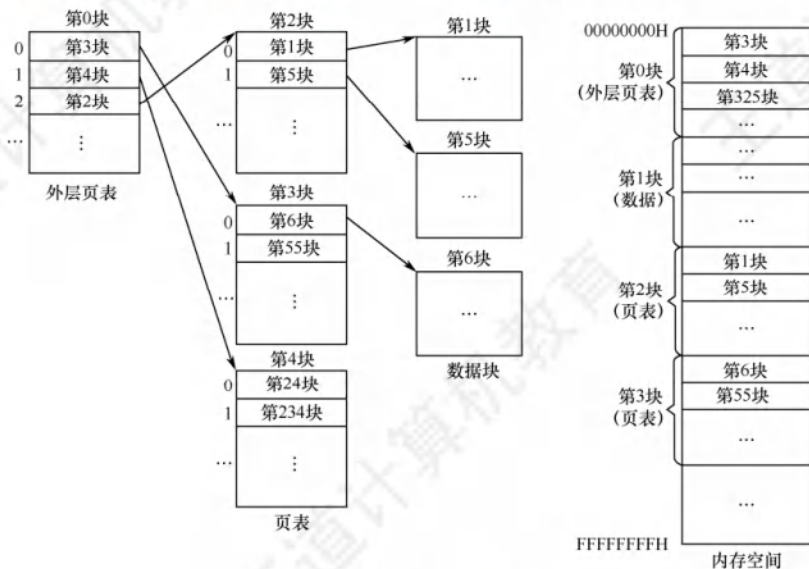 第0块
0 第3块
1 第4块
2 第2块
… ⋮
外层页表
第2块
0 第1块
1 第5块
… ⋮
第3块
0 第6块
1 第55块
… ⋮
第4块
0 第24块
1 第234块
… ⋮
页表
第1块
…
第5块
…
第6块
…
数据块
00000000H
第0块
(外层页表)
第3块
第4块
第325块
…
第1块
(数据)
…
…
…
第2块
(页表)
第1块
第5块
…
第3块
(页表)
第6块
第55块
…
…
FFFFFFFFH
内存空间
道计算机教育